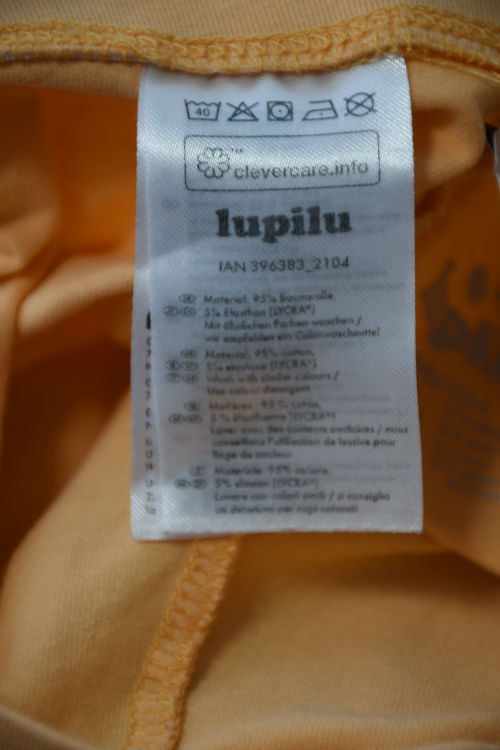 40
clevercare.info
lupilu
IAN 396383_2104
Material: 95% Baumwolle,
5% Elasthan (LYCRA®)
Mit ähnlichen Farben waschen /
wir empfehlen ein Colorwaschmittel
Material: 95% cotton,
5% elastane (LYCRA®)
Wash with similar colours /
Use colour detergent
Matières: 95 % coton,
5 % élasthanne (LYCRA®)
Laver avec des couleurs similaires / nous
conseillons l'utilisation de lessive pour
linge de couleur
Materiale: 95% cotone,
5% elastan (LYCRA®)
Lavare con colori simili / si consiglia
un detersivo per capi colorati